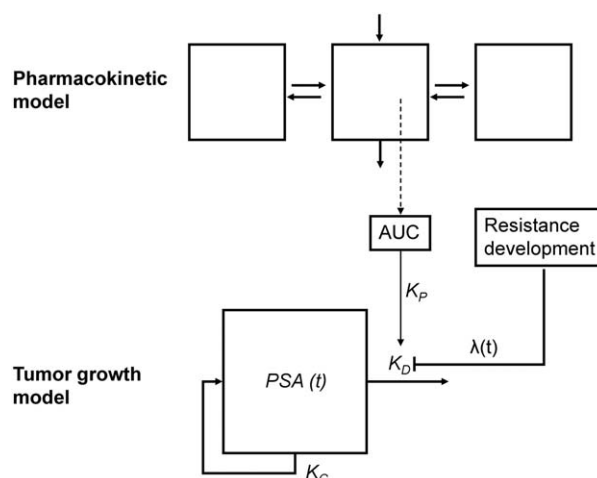 Pharmacokinetic
model
AUC
Resistance
development
K_P
λ(t)
K_D
PSA (t)
Tumor growth
model